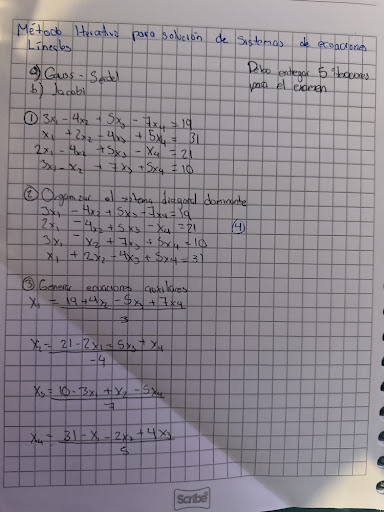 Método Iterativo para solución de sistemas de ecuaciones
Lineales
a) Gauss - Seidel
b) Jacobi
Debo entregar 5 iteraciones
para el examen
① 3x₁ - 4x₂ + 5x₃ - 7x₄ = 19
x₁ + 2x₂ - 4x₃ + 5x₄ = 31
2x₁ - 4x₂ + 5x₃ - x₄ = 21
3x₁ - x₂ + 7x₃ + 5x₄ = 10
② Organizar el sistema diagonal dominante
3x₁ - 4x₂ + 5x₃ - 7x₄ = 19
2x₁ - 4x₂ + 5x₃ - x₄ = 21
(4)
3x₁ - x₂ + 7x₃ + 5x₄ = 10
x₁ + 2x₂ - 4x₃ + 5x₄ = 31
③ Generar ecuaciones auxiliares
x₁ = 19 + 4x₂ - 5x₃ + 7x₄
3
x₂ = 21 - 2x₁ - 5x₃ + x₄
-4
x₃ = 10 - 3x₁ + x₂ - 5x₄
7
x₄ = 31 - x - 2x₂ + 4x₃
5
Scribe